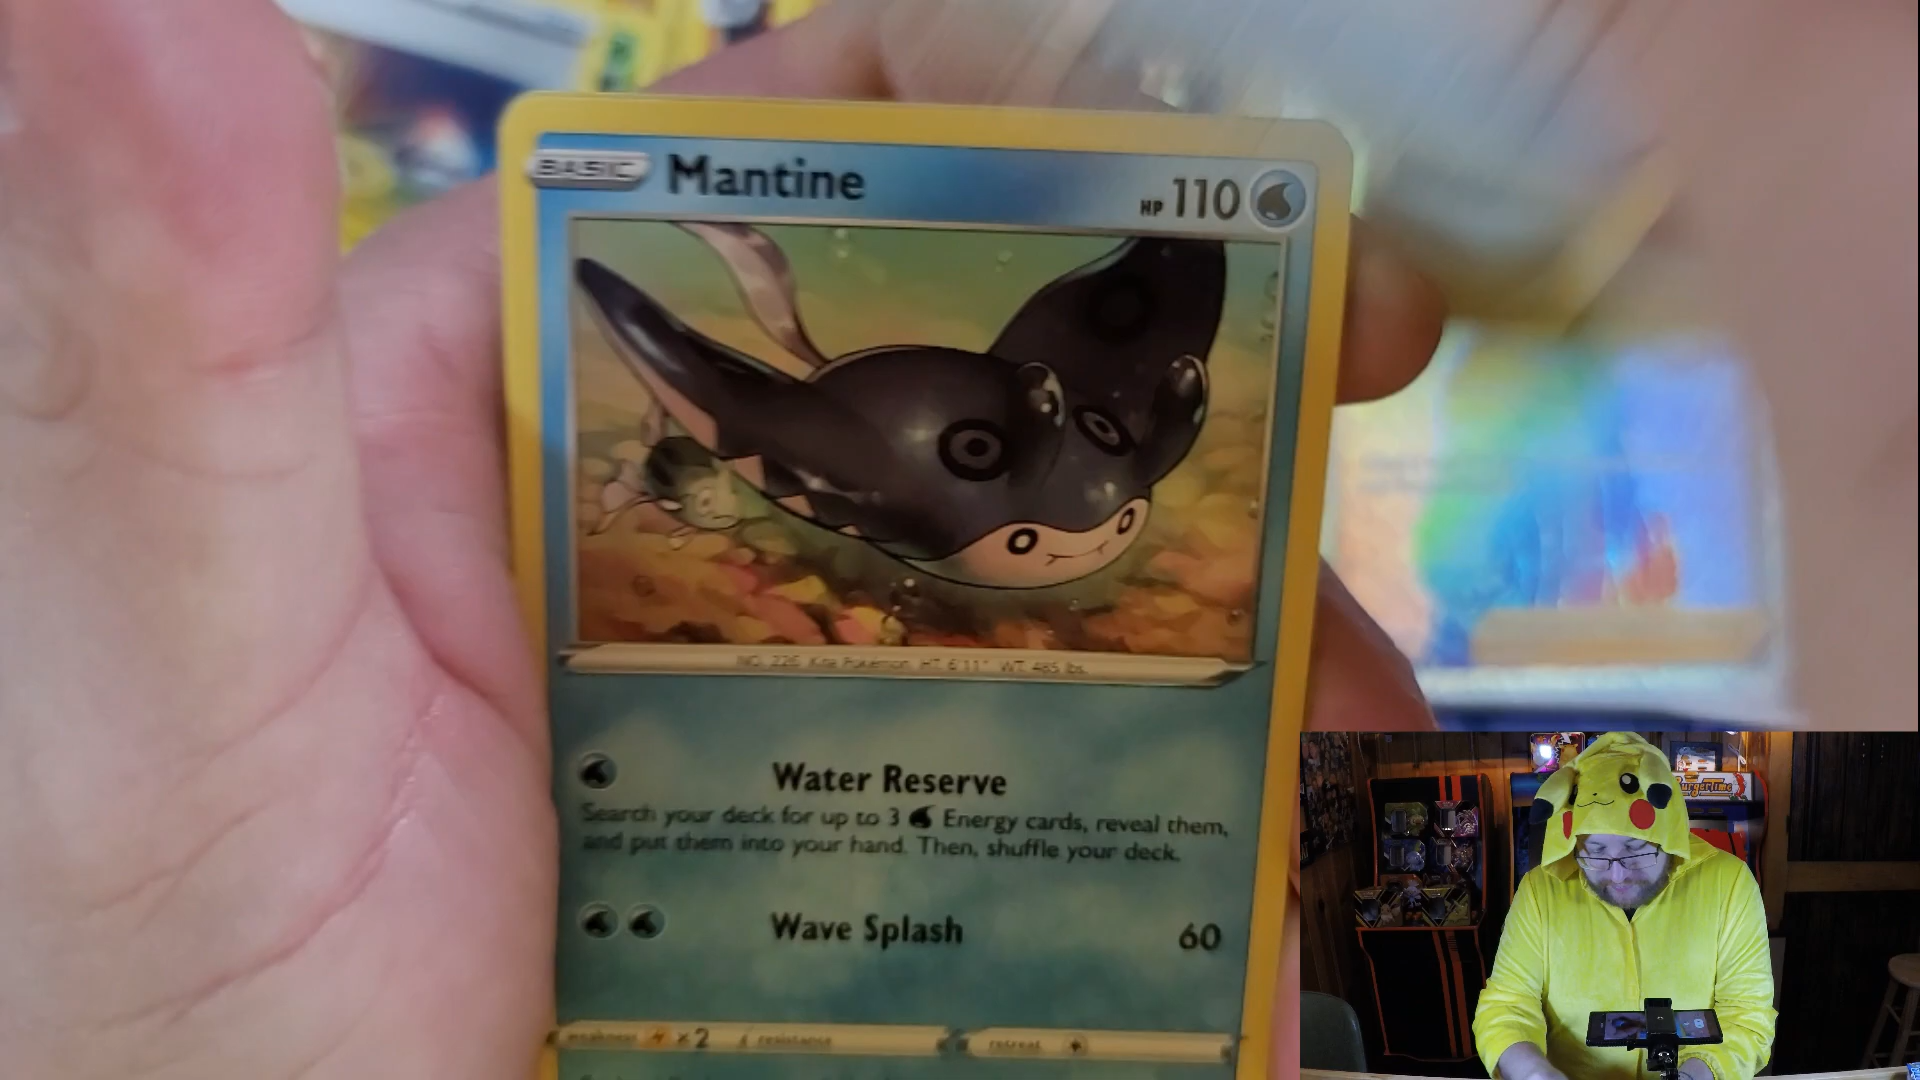 BASIC Mantine HP 110
NO. 226 Kite Pokémon HT: 6'11" WT: 485 lbs.
Water Reserve
Search your deck for up to 3 Energy cards, reveal them,
and put them into your hand. Then, shuffle your deck.
Wave Splash 60
weakness ×2 resistance retreat
BurgerTime